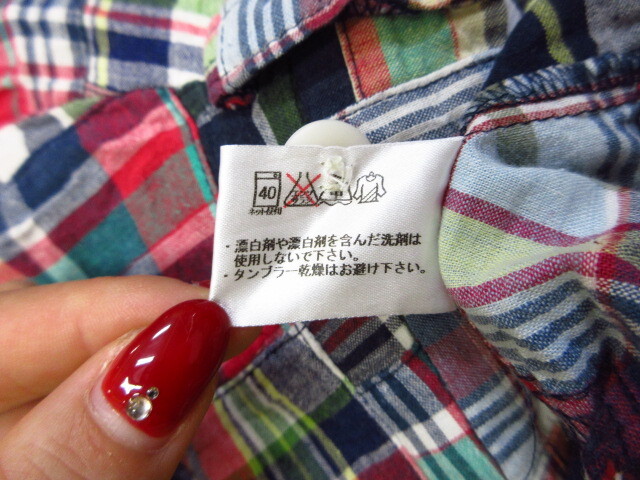 40
ネット使用
・漂白剤や漂白剤を含んだ洗剤は
使用しないで下さい。
・タンブラー乾燥はお避け下さい。